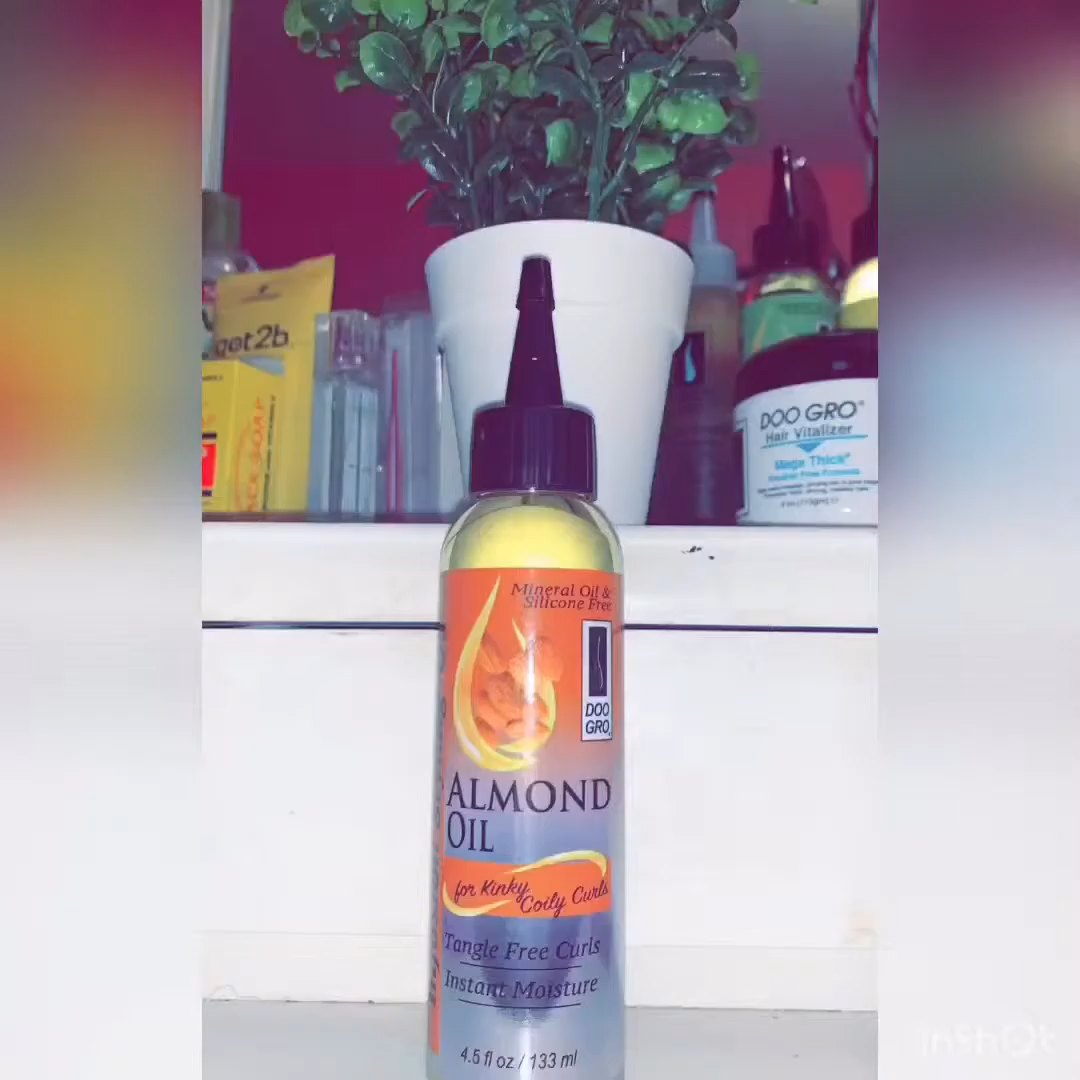 got2b
DOO GRO
Hair Vitalizer
Mega Thick
Mineral Oil &
Silicone Free
DOO
GRO
ALMOND
OIL
for Kinky
Coily Curls
Tangle Free Curls
Instant Moisture
4.5 fl oz / 133 ml
InShOt